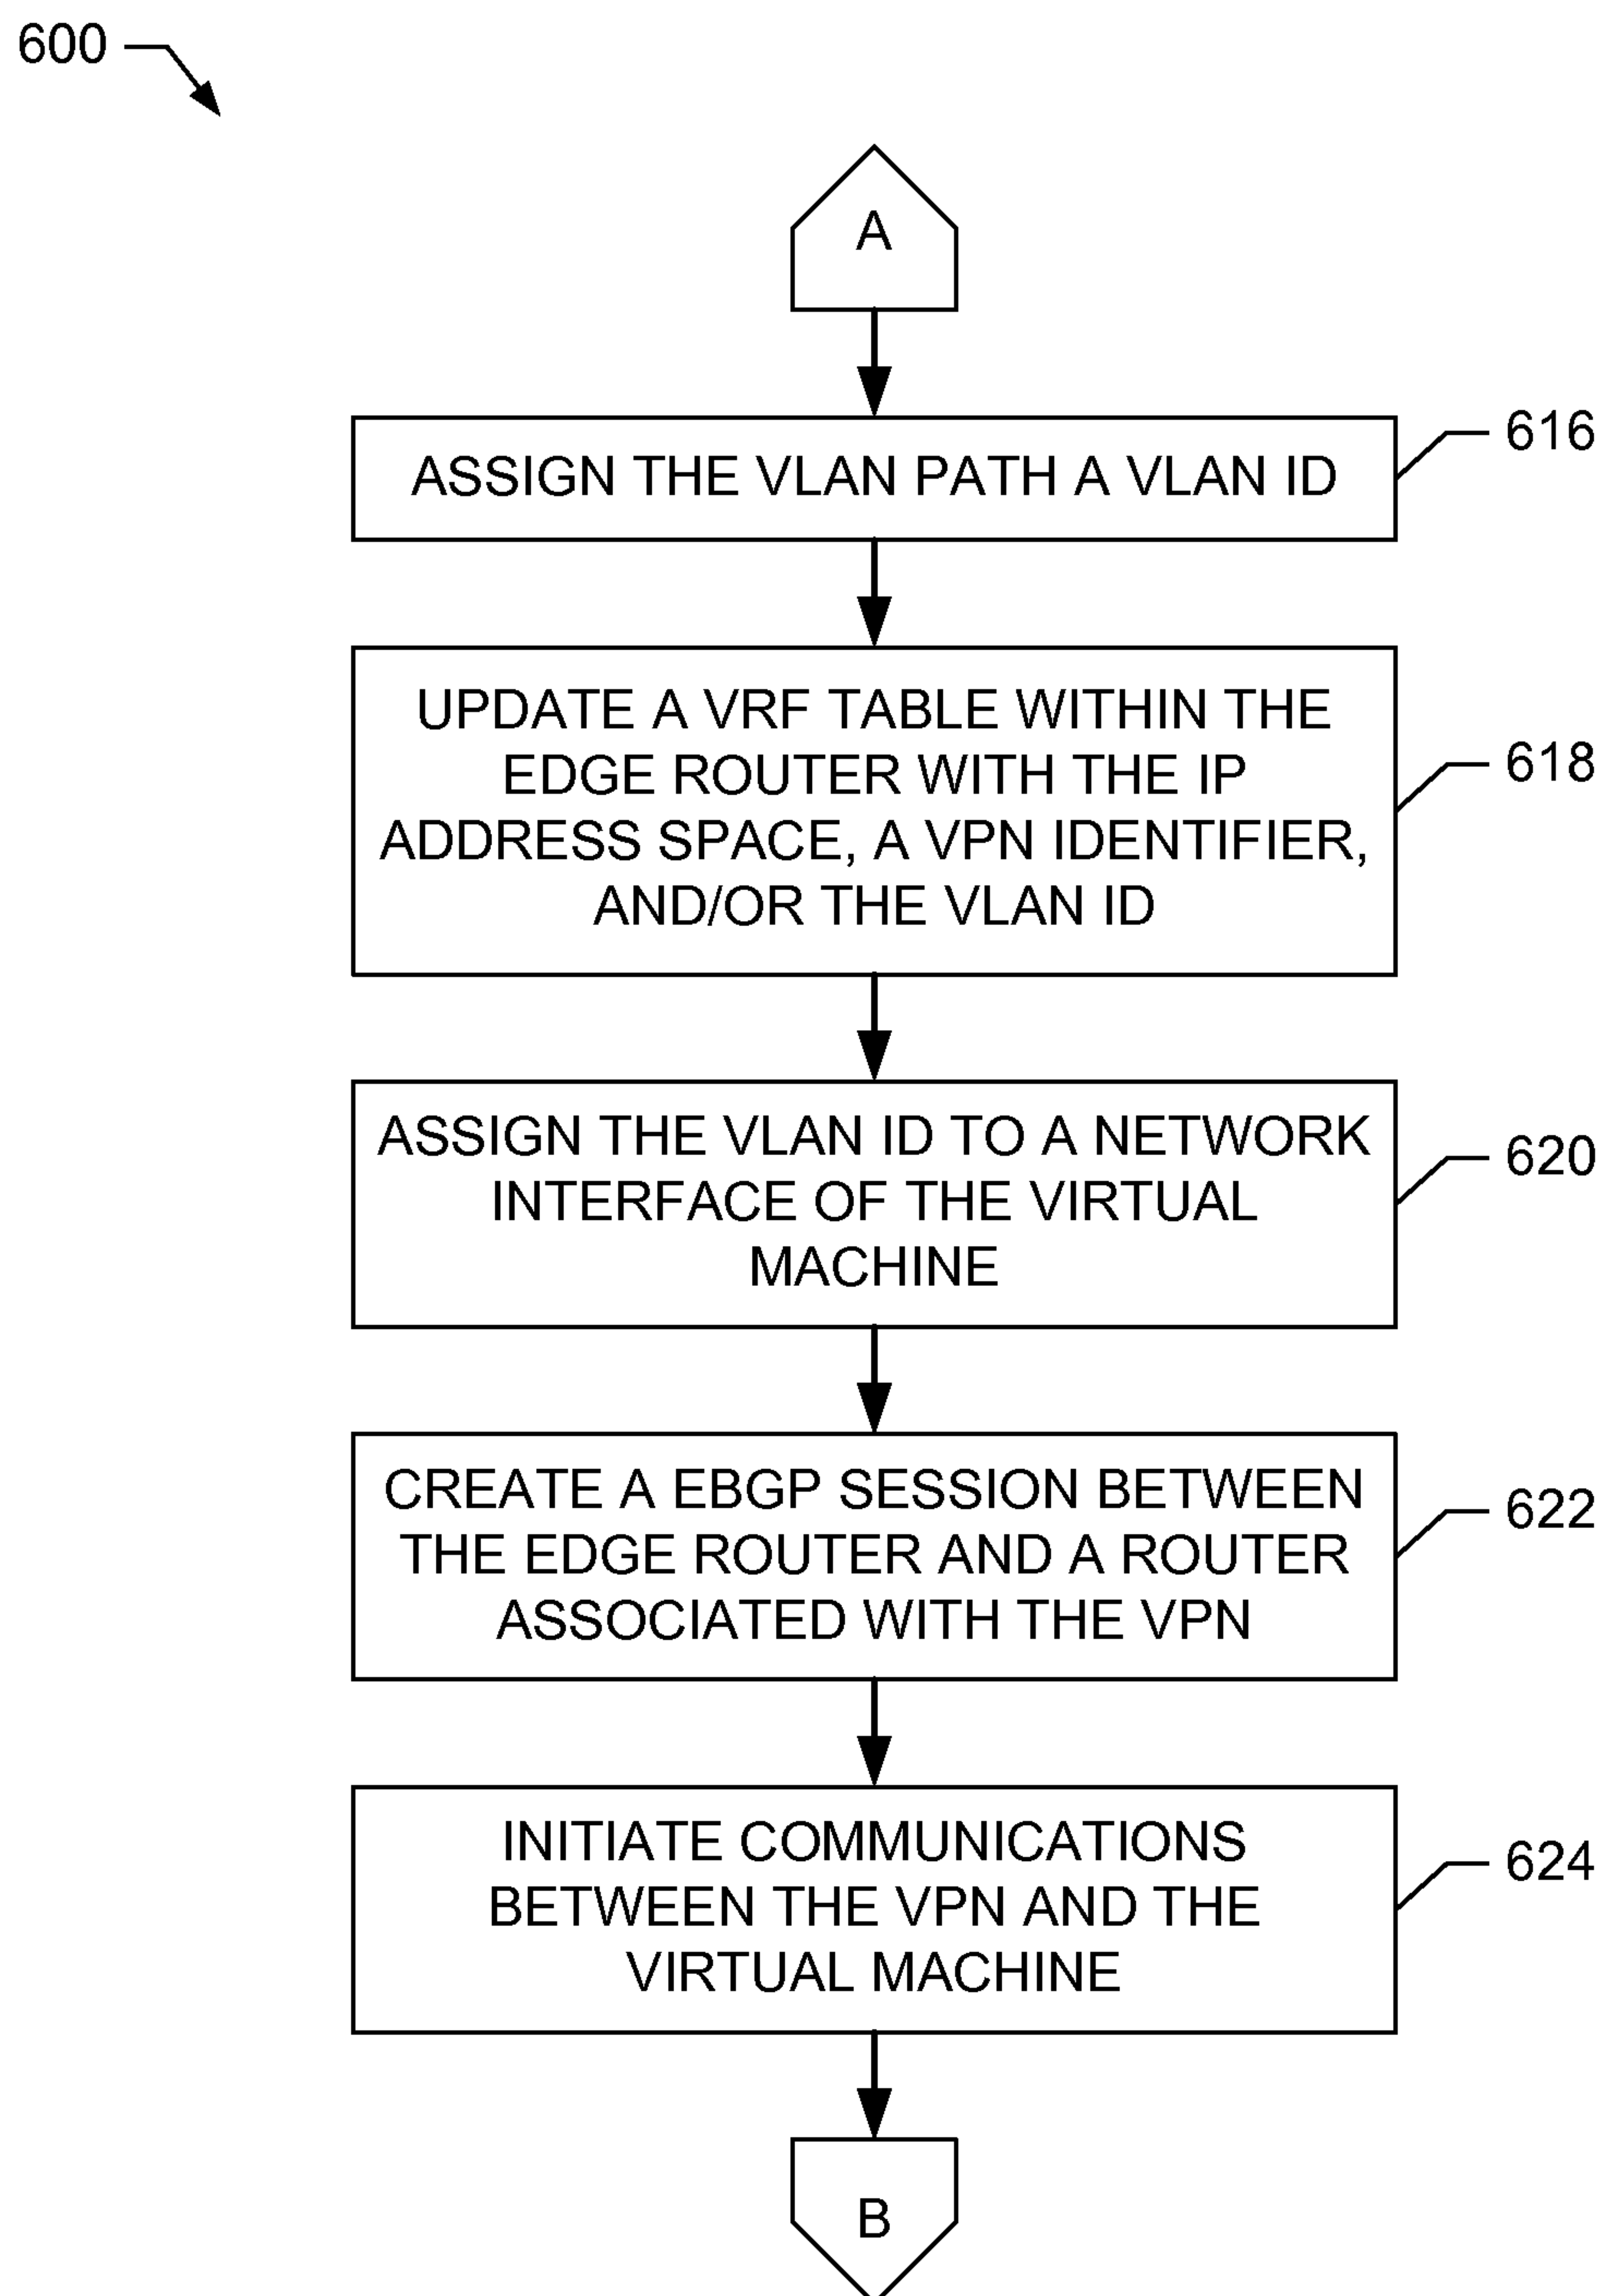 600
A
ASSIGN THE VLAN PATH A VLAN ID
616
UPDATE A VRF TABLE WITHIN THE
EDGE ROUTER WITH THE IP
ADDRESS SPACE, A VPN IDENTIFIER,
AND/OR THE VLAN ID
618
ASSIGN THE VLAN ID TO A NETWORK
INTERFACE OF THE VIRTUAL
MACHINE
620
CREATE A EBGP SESSION BETWEEN
THE EDGE ROUTER AND A ROUTER
ASSOCIATED WITH THE VPN
622
INITIATE COMMUNICATIONS
BETWEEN THE VPN AND THE
VIRTUAL MACHINE
624
B